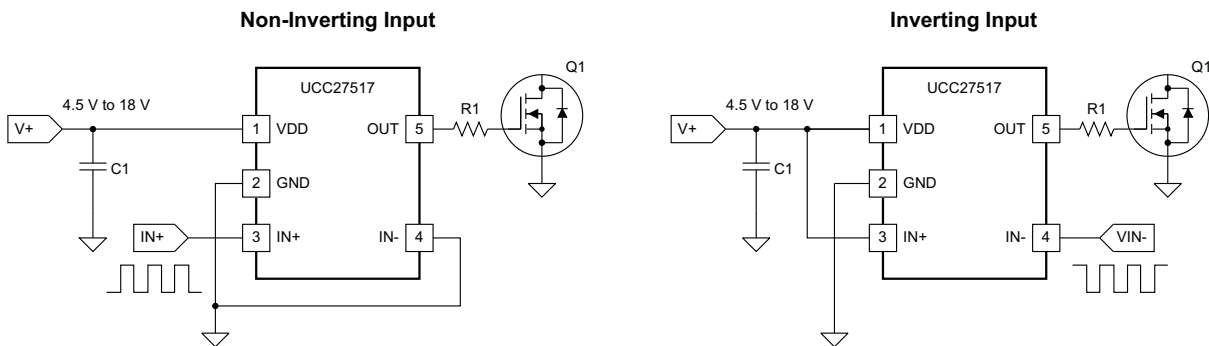 Non-Inverting Input
Inverting Input
Q1
UCC27517
4.5 V to 18 V
R1
V+
1
VDD
OUT
5
C1
2
GND
IN+
3
IN+
IN-
4
Q1
UCC27517
4.5 V to 18 V
R1
V+
1
VDD
OUT
5
C1
2
GND
3
IN+
IN-
4
VIN-